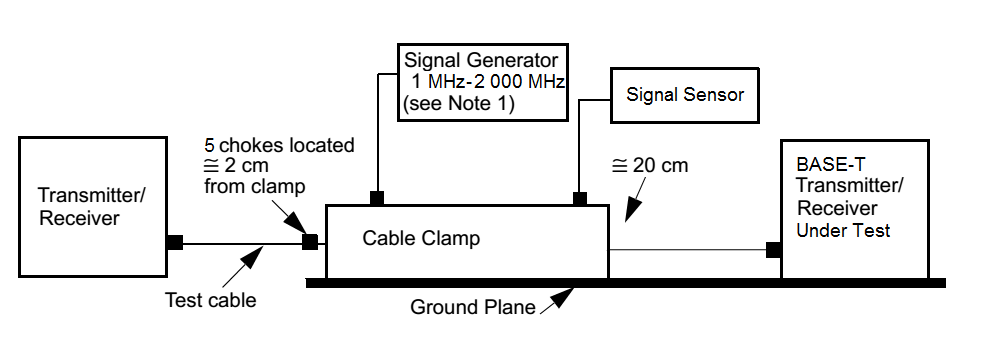 Signal Generator
1 MHz-2 000 MHz
(see Note 1)
Signal Sensor
5 chokes located
≅ 2 cm
from clamp
≅ 20 cm
BASE-T
Transmitter/
Receiver
Under Test
Transmitter/
Receiver
Cable Clamp
Test cable
Ground Plane